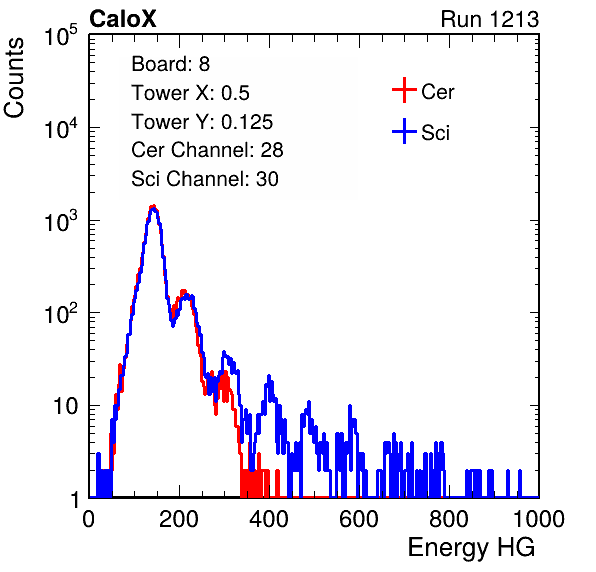 CaloX Run 1213
Board: 8
Tower X: 0.5
Tower Y: 0.125
Cer Channel: 28
Sci Channel: 30
Cer
Sci
Counts
10^5
10^4
10^3
10^2
10
1
0 200 400 600 800 1000
Energy HG